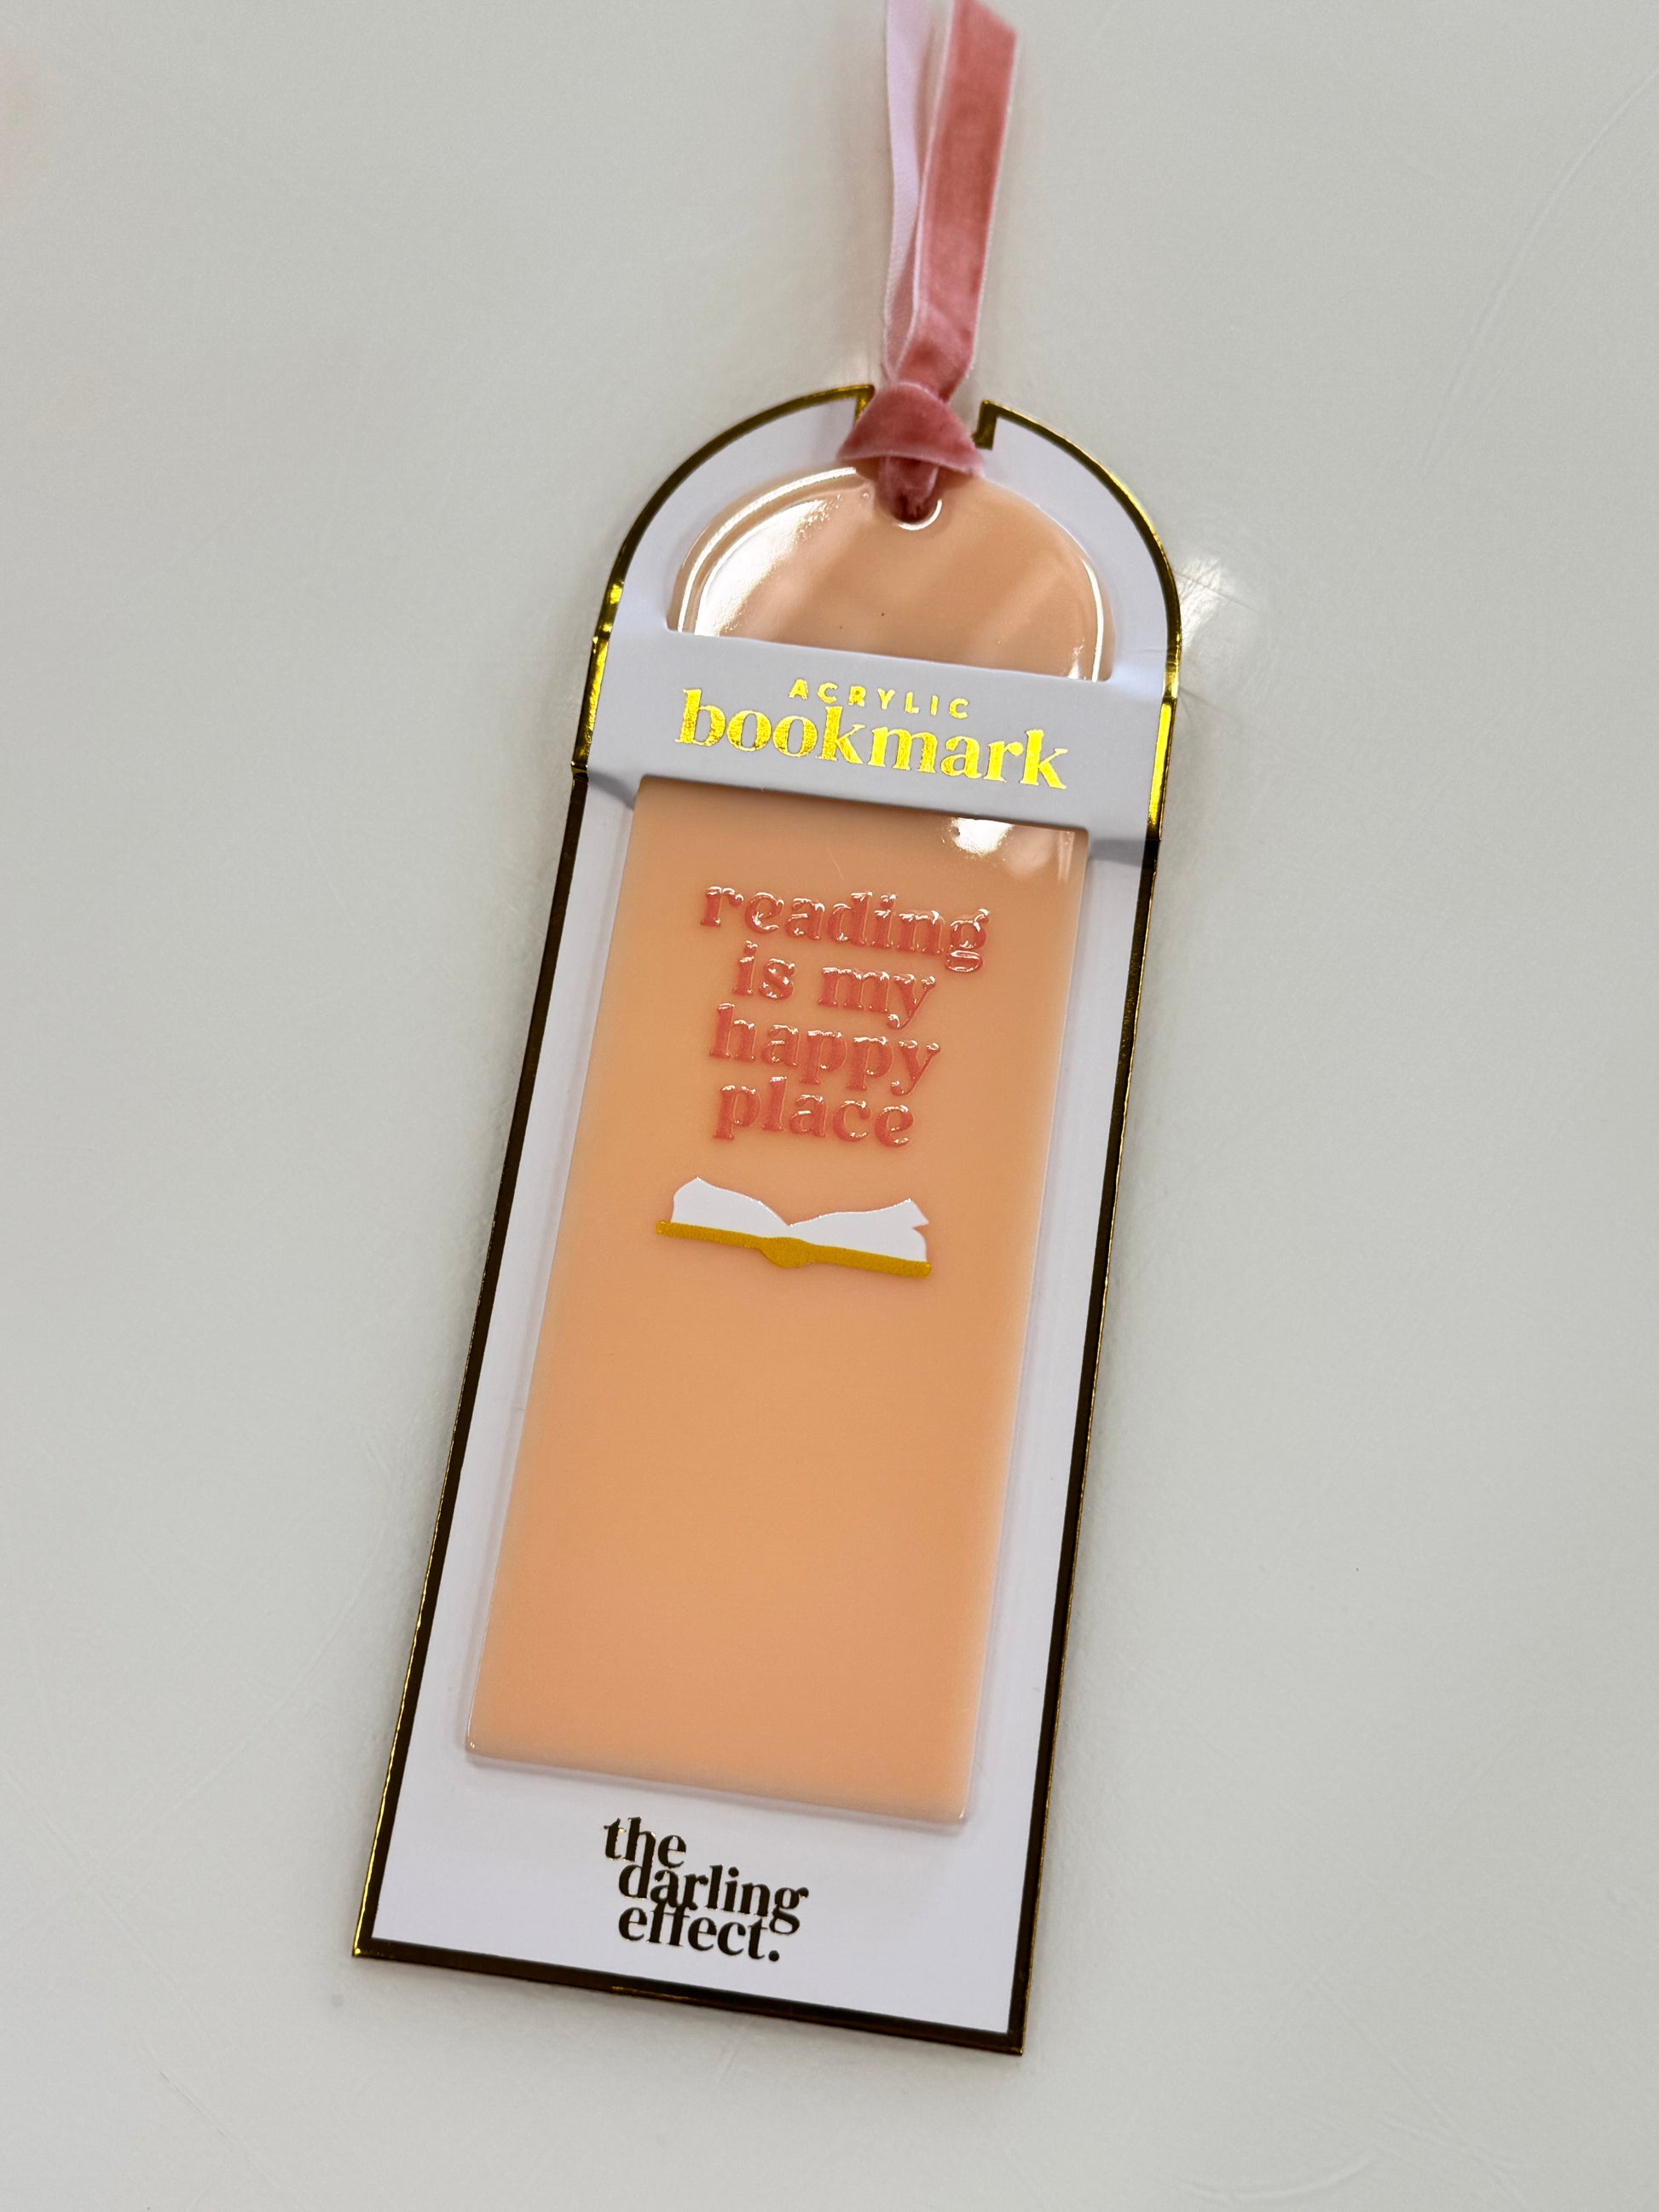 ACRYLIC
bookmark
reading
is my
happy
place
the
darling
effect.